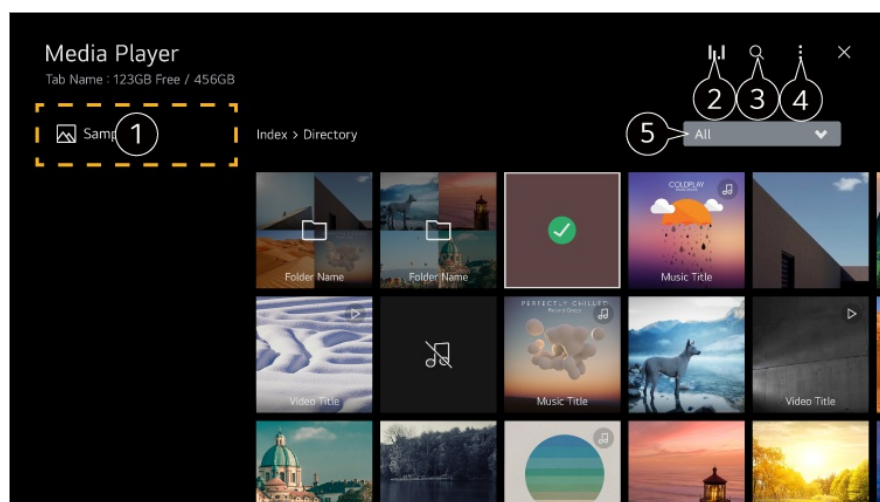 Media Player
Tab Name : 123GB Free / 456GB
2
3
4
Samp
1
Index > Directory
5
All
Folder Name
Folder Name
COLDPLAY
Music Title
PERFECTLY CHILLED
Video Title
Music Title
Video Title